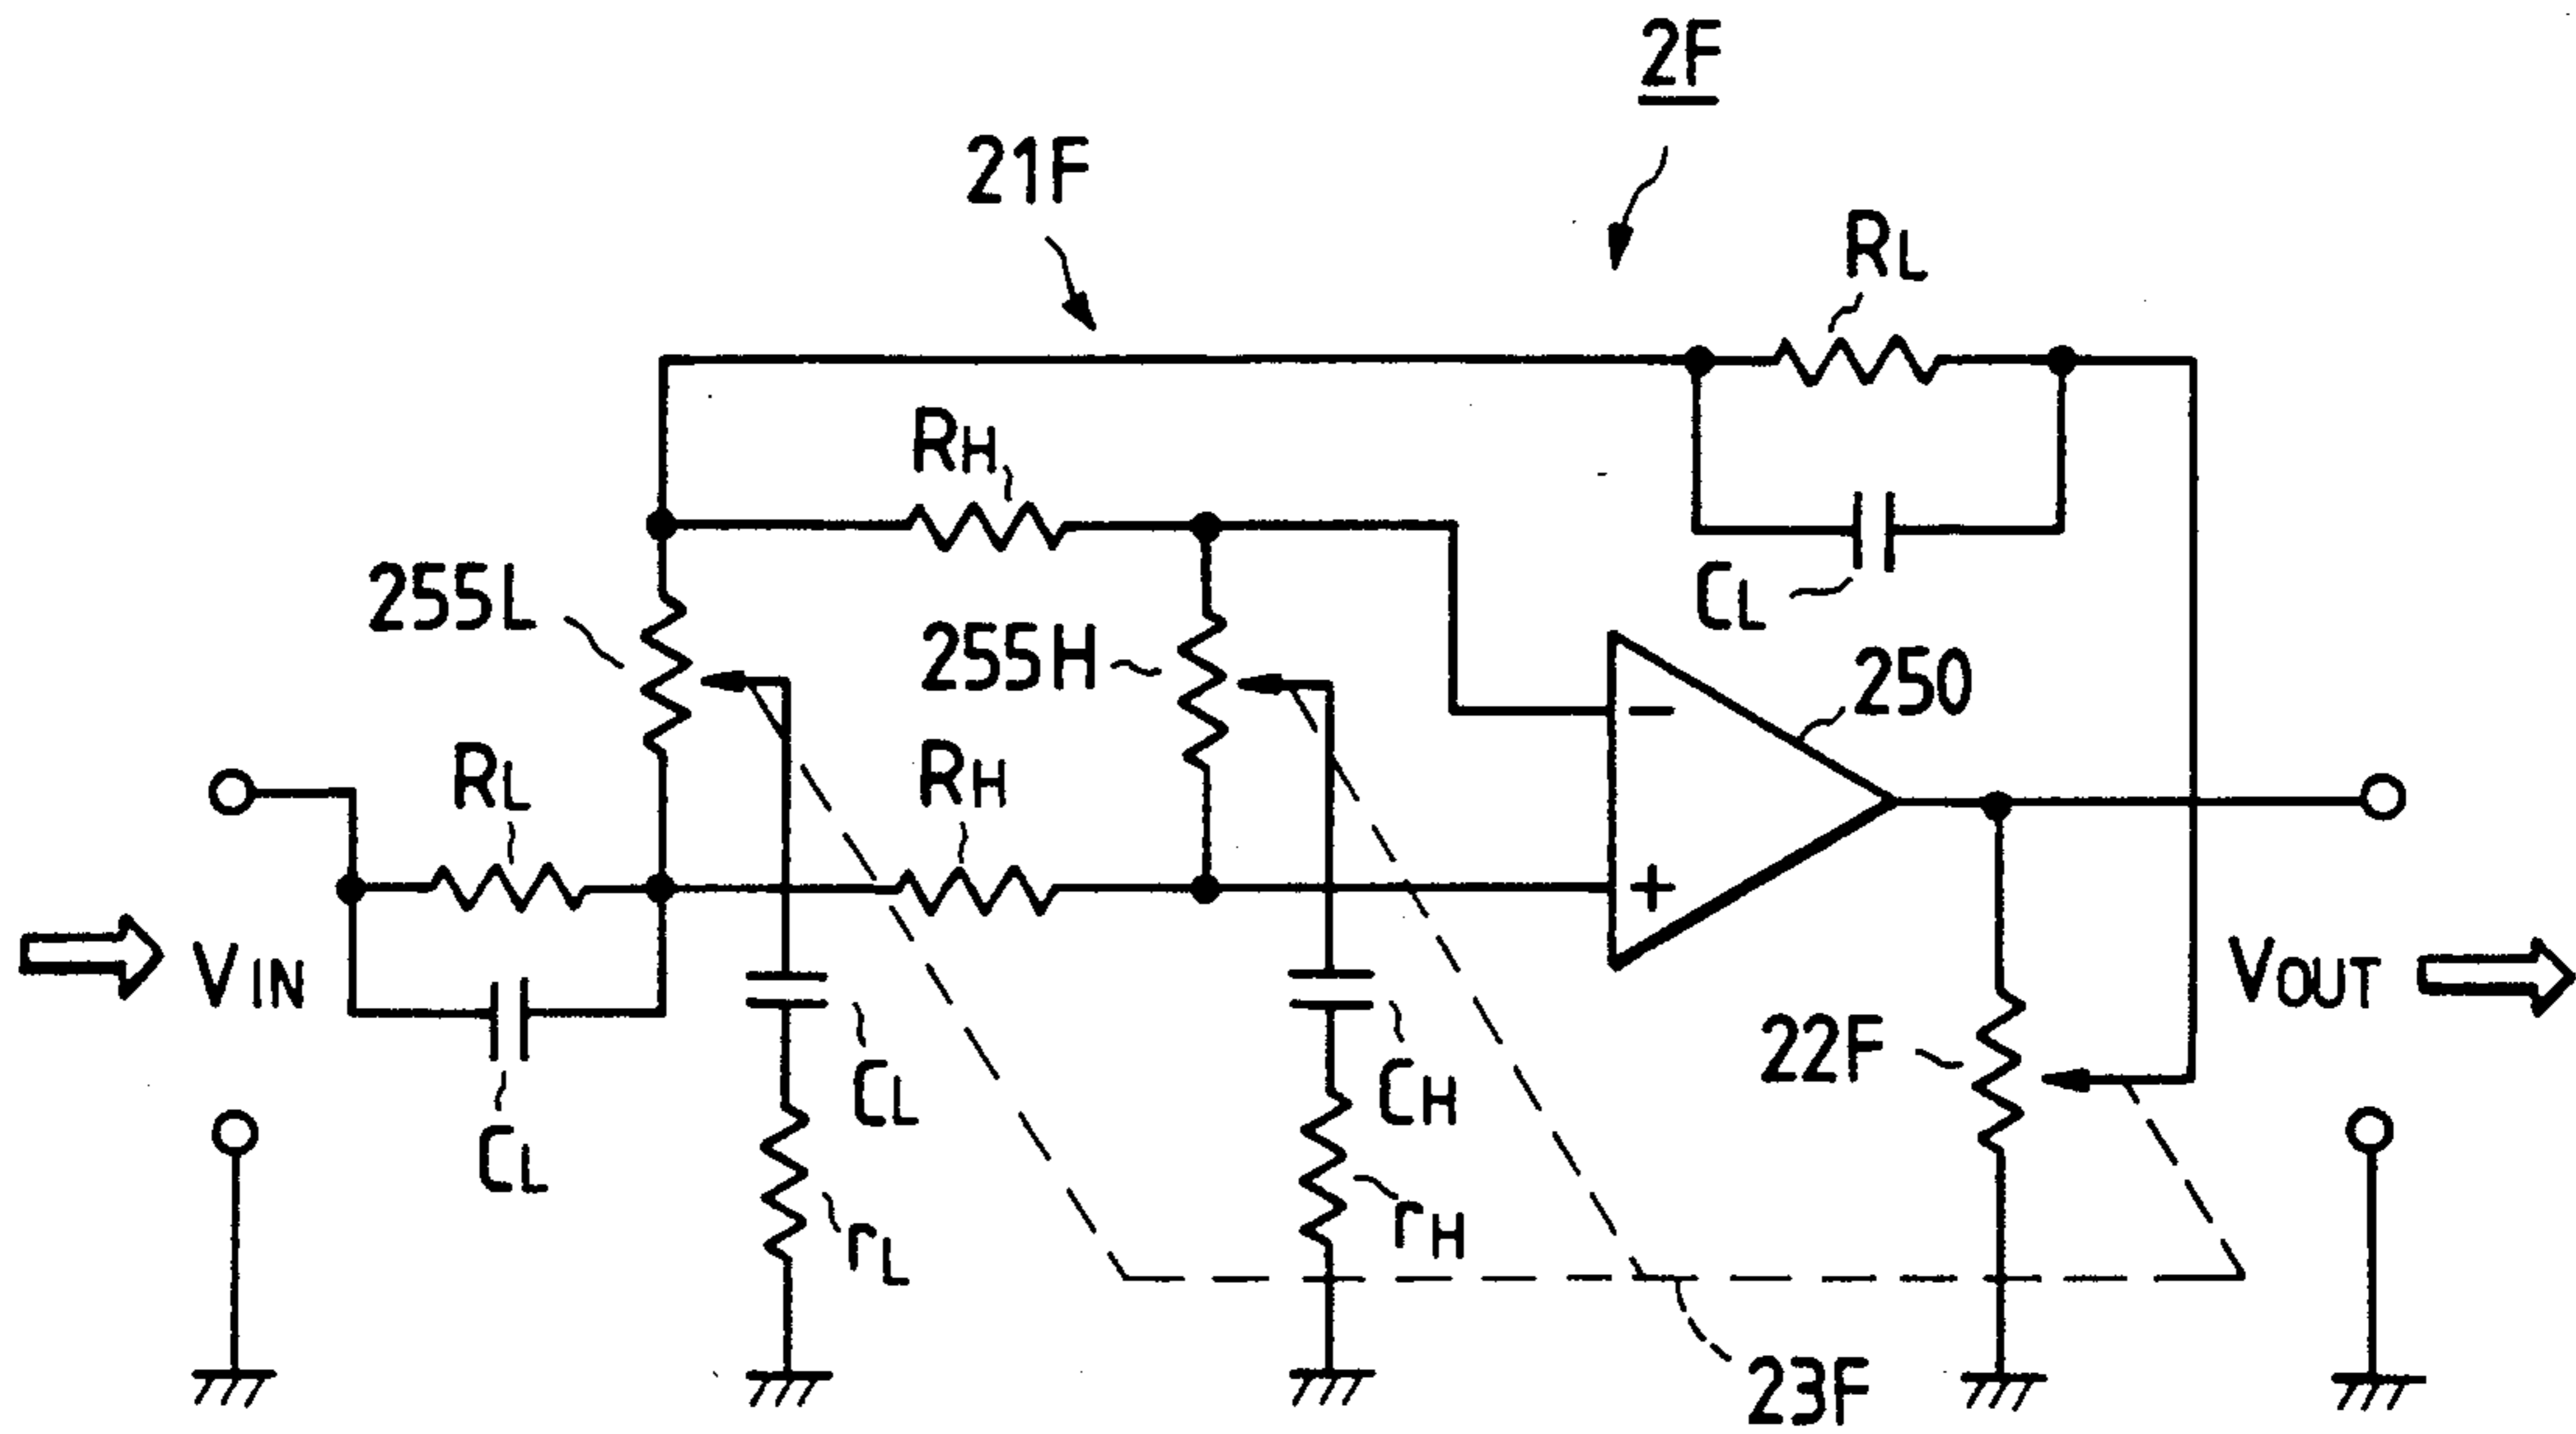 2F
21F
RL
RH
255L
CL
255H
250
RL
RH
−
+
VIN
VOUT
22F
CL
CH
CL
rL
rH
23F